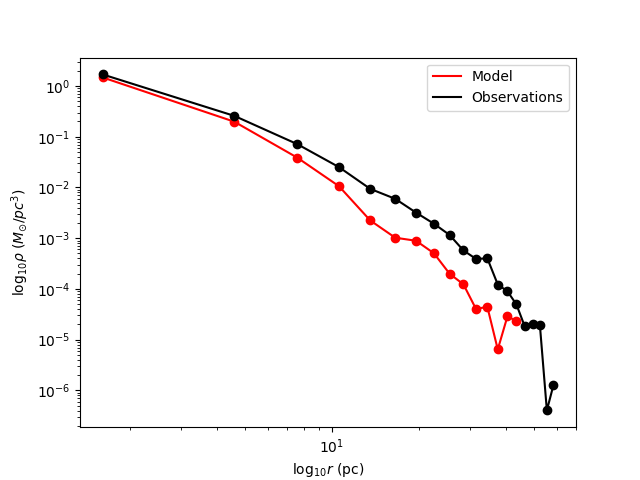 Model
Observations
10⁰
10⁻¹
10⁻²
10⁻³
10⁻⁴
10⁻⁵
10⁻⁶
log₁₀ρ (M⊙/pc³)
10¹
log₁₀r (pc)